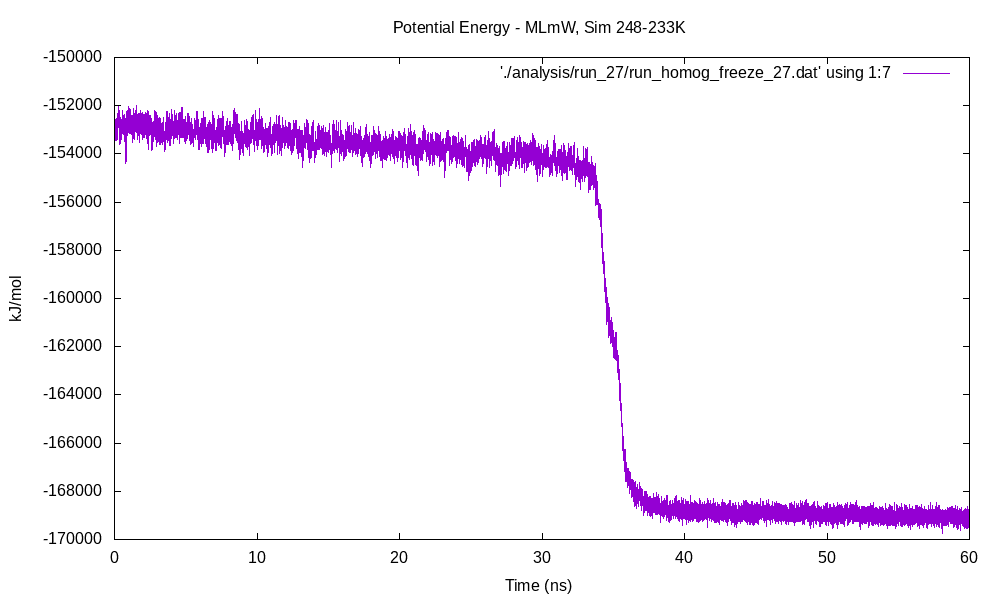 Potential Energy - MLmW, Sim 248-233K
'./analysis/run_27/run_homog_freeze_27.dat' using 1:7
-150000
-152000
-154000
-156000
-158000
-160000
-162000
-164000
-166000
-168000
-170000
kJ/mol
0 10 20 30 40 50 60
Time (ns)